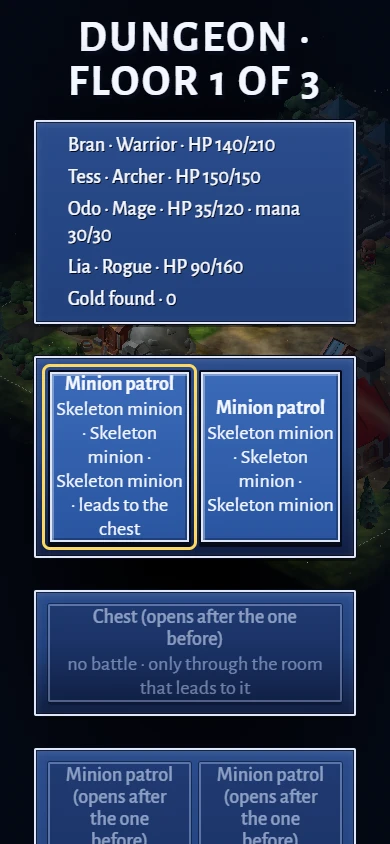 DUNGEON ·
FLOOR 1 OF 3
Bran · Warrior · HP 140/210
Tess · Archer · HP 150/150
Odo · Mage · HP 35/120 · mana
30/30
Lia · Rogue · HP 90/160
Gold found · 0
Minion patrol
Skeleton minion
· Skeleton
minion ·
Skeleton minion
· leads to the
chest
Minion patrol
Skeleton minion
· Skeleton
minion ·
Skeleton minion
Chest (opens after the one
before)
no battle · only through the room
that leads to it
Minion patrol
(opens after
the one
before)
Minion patrol
(opens after
the one
before)